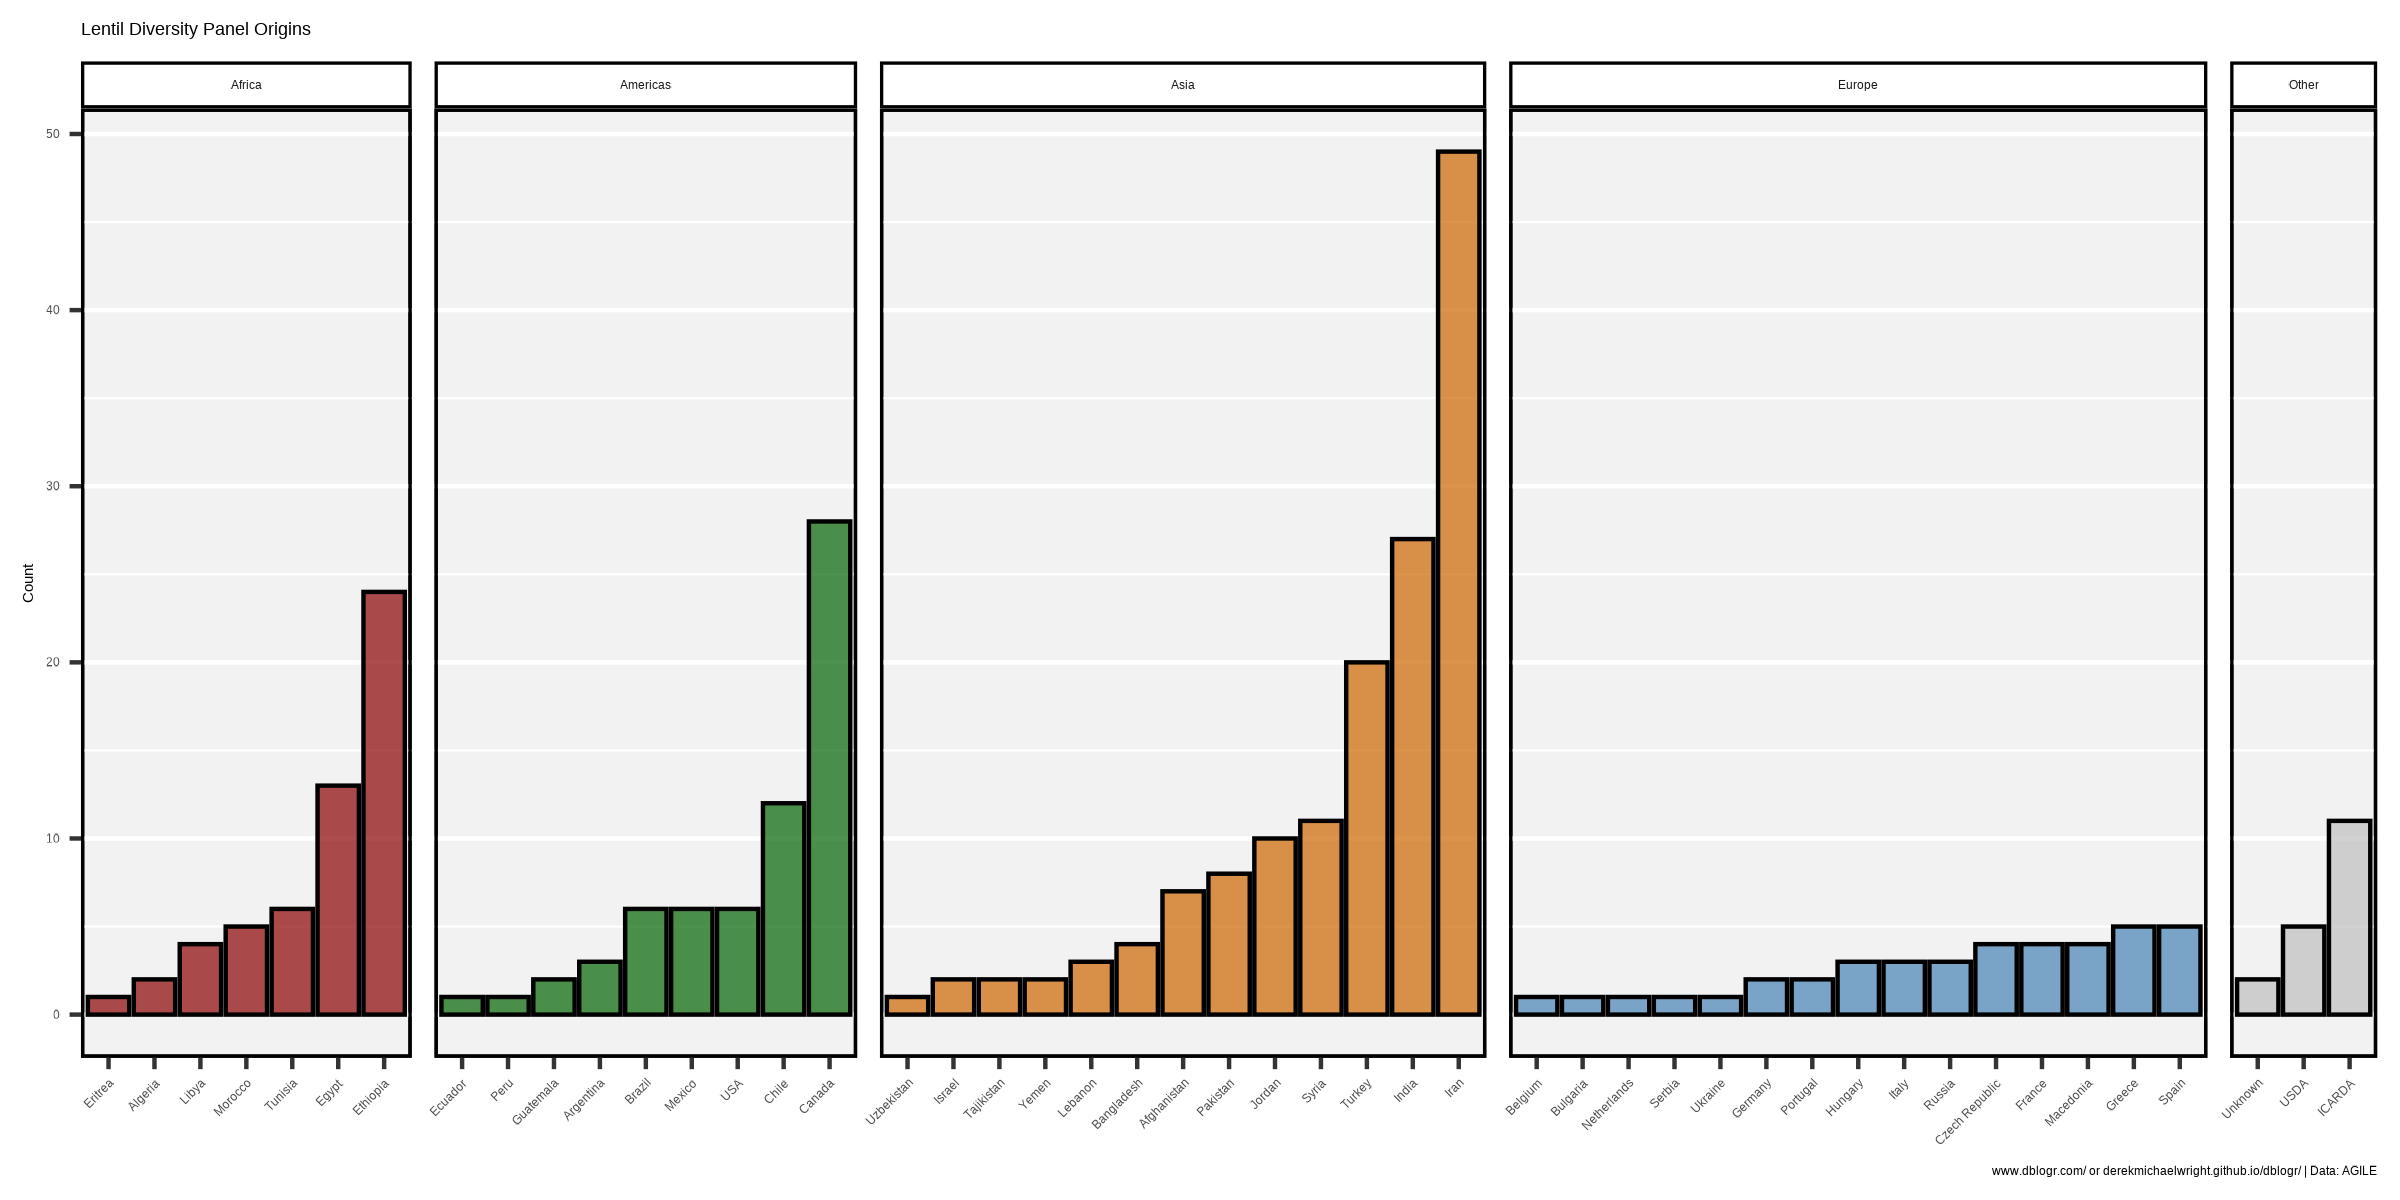 Lentil Diversity Panel Origins
Africa
Americas
Asia
Europe
Other
50
40
30
20
10
0
Count
Eritrea
Algeria
Libya
Morocco
Tunisia
Egypt
Ethiopia
Ecuador
Peru
Guatemala
Argentina
Brazil
Mexico
USA
Chile
Canada
Uzbekistan
Israel
Tajikistan
Yemen
Lebanon
Bangladesh
Afghanistan
Pakistan
Jordan
Syria
Turkey
India
Iran
Belgium
Bulgaria
Netherlands
Serbia
Ukraine
Germany
Portugal
Hungary
Italy
Russia
Czech Republic
France
Macedonia
Greece
Spain
Unknown
USDA
ICARDA
www.dblogr.com/ or derekmichaelwright.github.io/dblogr/ | Data: AGILE